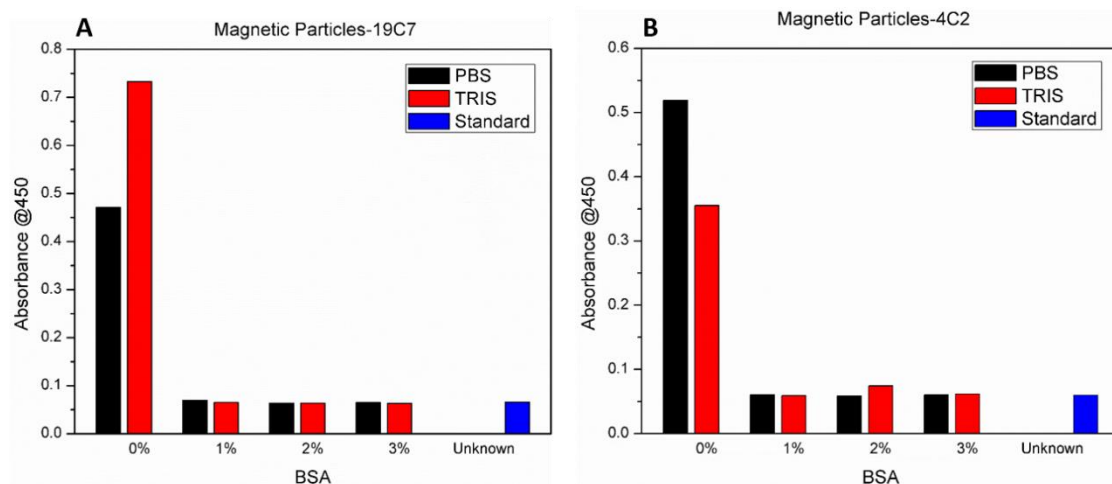 A
Magnetic Particles-19C7
0.8
0.7
0.6
0.5
0.4
0.3
0.2
0.1
0.0
Absorbance @450
PBS
TRIS
Standard
0%
1%
2%
3%
Unknown
BSA
B
Magnetic Particles-4C2
0.6
0.5
0.4
0.3
0.2
0.1
0.0
Absorbance @450
PBS
TRIS
Standard
0%
1%
2%
3%
Unknown
BSA